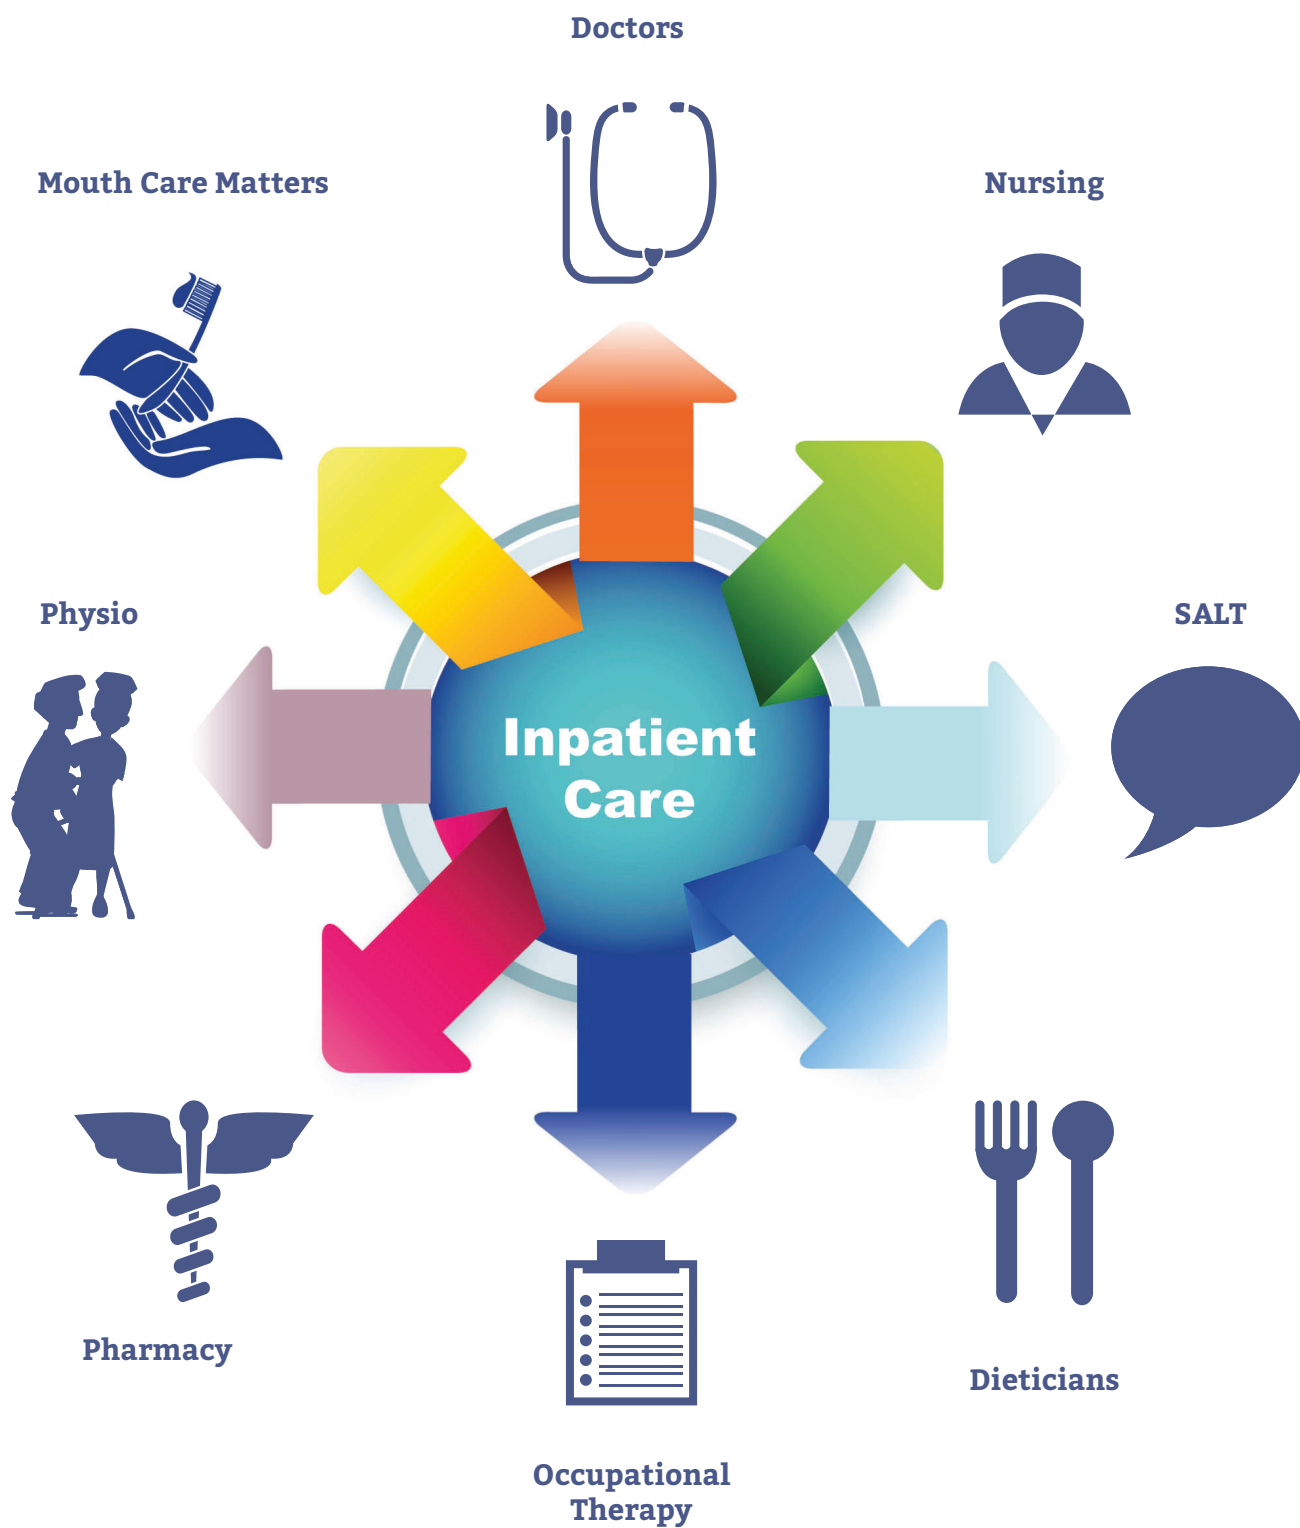 Doctors
Mouth Care Matters
Nursing
Physio
SALT
Inpatient
Care
Pharmacy
Dieticians
Occupational
Therapy